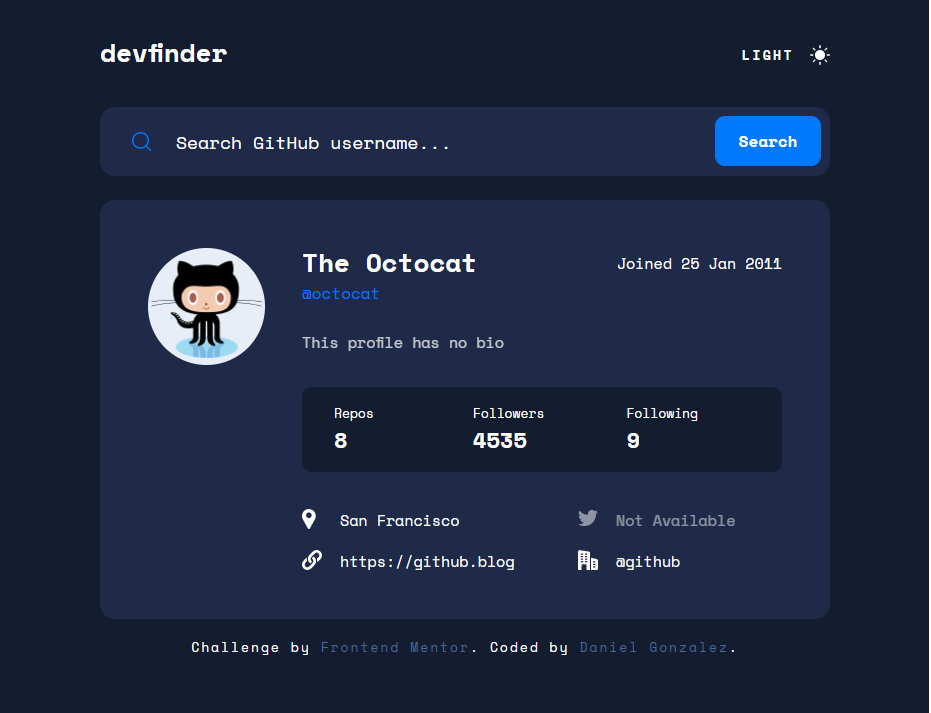 devfinder
LIGHT
Search GitHub username...
Search
The Octocat
Joined 25 Jan 2011
@octocat
This profile has no bio
Repos
Followers
Following
8
4535
9
San Francisco
Not Available
https://github.blog
@github
Challenge by Frontend Mentor. Coded by Daniel Gonzalez.